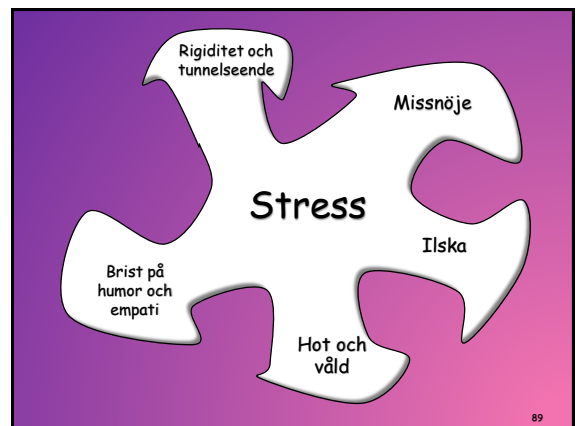 Rigiditet och
tunnelseende
Missnöje
Stress
Ilska
Brist på
humor och
empati
Hot och
våld
89